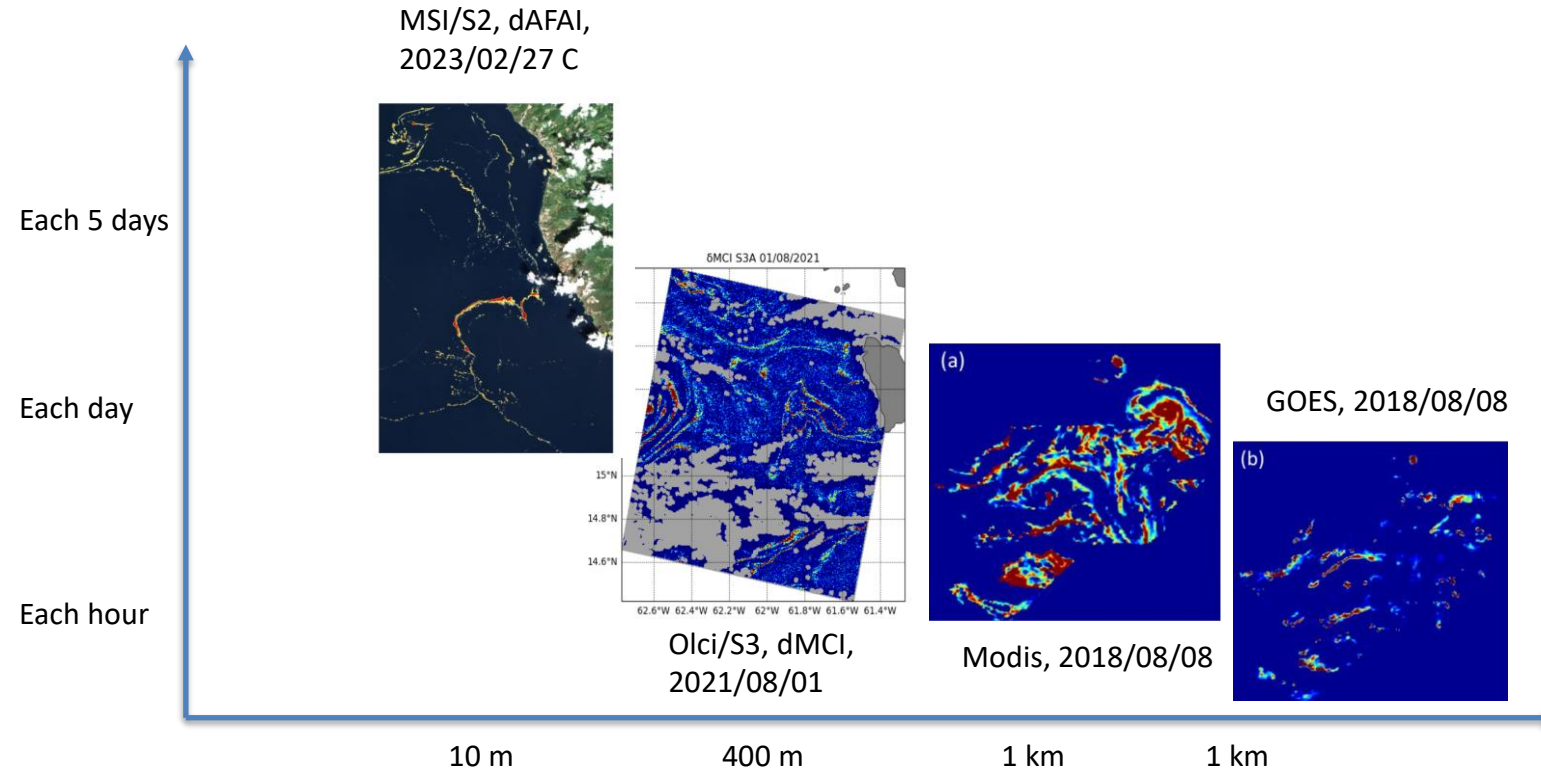 MSI/S2, dAFAI,
2023/02/27 C
Each 5 days
δMCI S3A 01/08/2021
Each day
(a)
GOES, 2018/08/08
(b)
15°N
14.8°N
14.6°N
Each hour
62.6°W 62.4°W 62.2°W 62°W 61.8°W 61.6°W 61.4°W
Olci/S3, dMCI,
2021/08/01
Modis, 2018/08/08
10 m 400 m 1 km 1 km